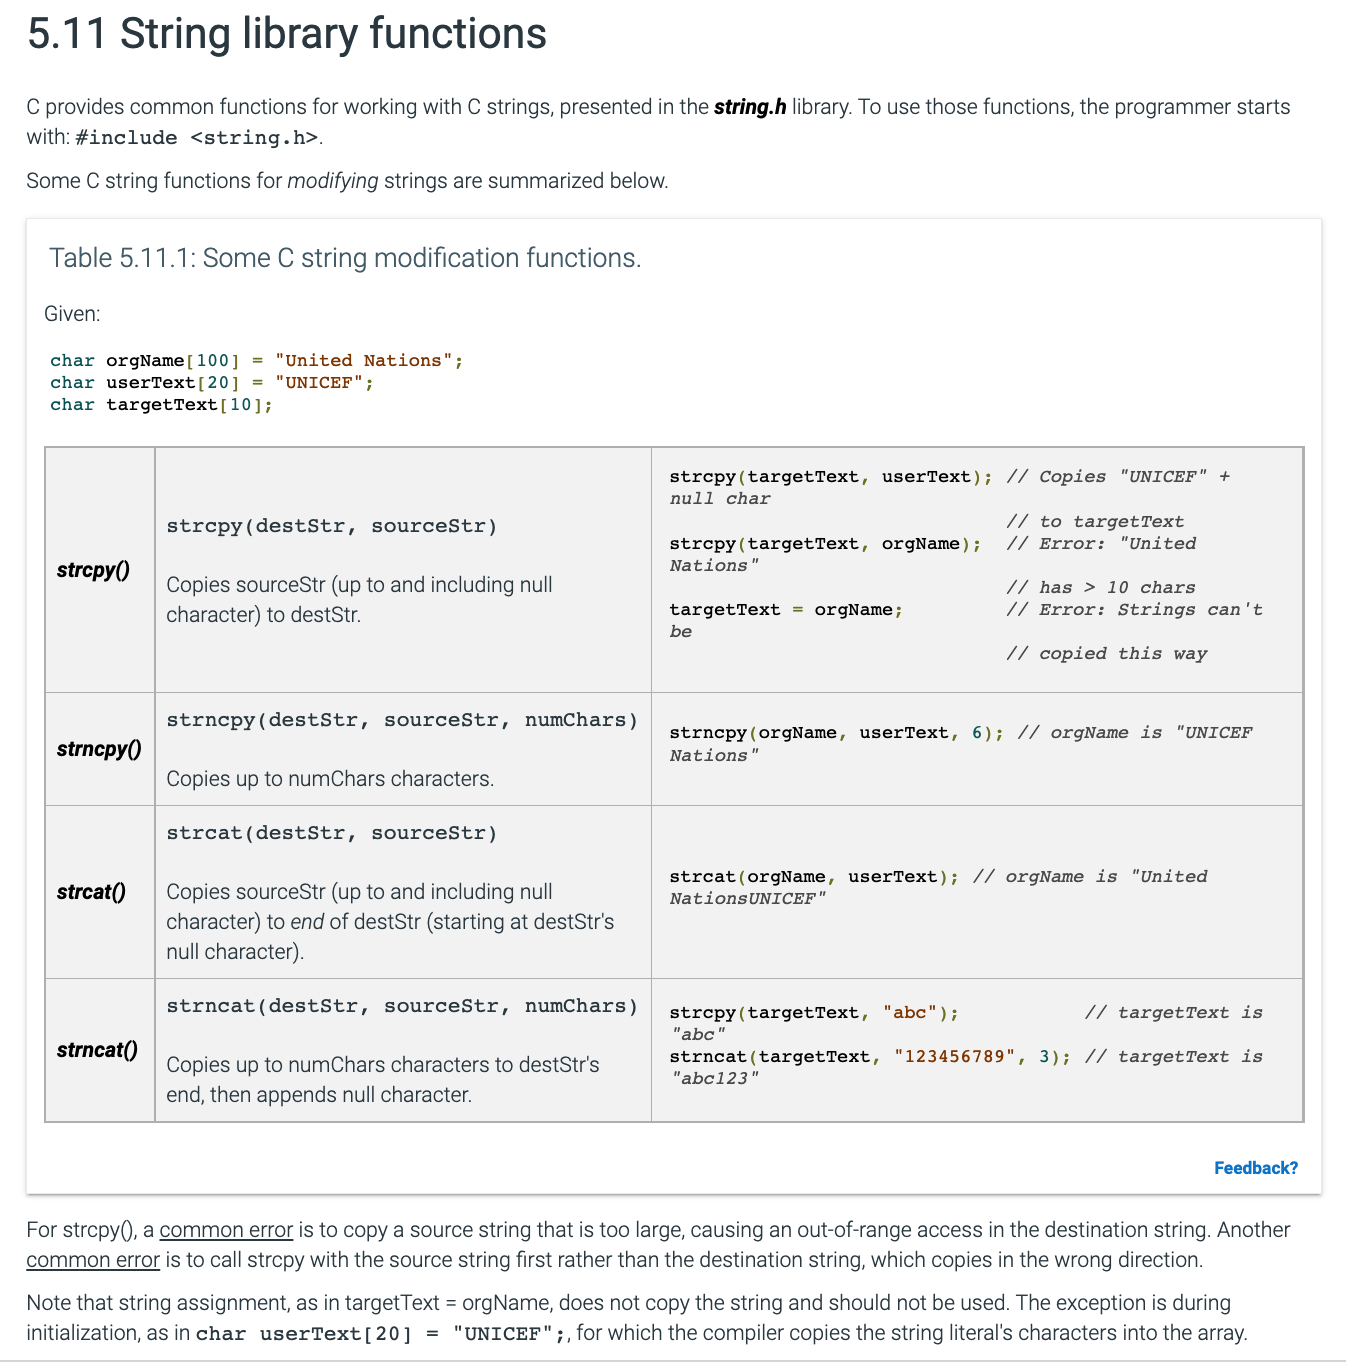 5.11 String library functions
C provides common functions for working with C strings, presented in the string.h library. To use those functions, the programmer starts
with: #include <string.h>.
Some C string functions for modifying strings are summarized below.
Table 5.11.1: Some C string modification functions.
Given:
char orgName[100] = "United Nations";
char userText[20] = "UNICEF";
char targetText[10];
strcpy()
strcpy(destStr, sourceStr)
Copies sourceStr (up to and including null
character) to destStr.
strcpy(targetText, userText); // Copies "UNICEF" +
null char
// to targetText
strcpy(targetText, orgName); // Error: "United
Nations"
// has > 10 chars
targetText = orgName; // Error: Strings can't
be
// copied this way
strncpy()
strncpy(destStr, sourceStr, numChars)
Copies up to numChars characters.
strncpy(orgName, userText, 6); // orgName is "UNICEF
Nations"
strcat()
strcat(destStr, sourceStr)
Copies sourceStr (up to and including null
character) to end of destStr (starting at destStr's
null character).
strcat(orgName, userText); // orgName is "United
NationsUNICEF"
strncat()
strncat(destStr, sourceStr, numChars)
Copies up to numChars characters to destStr's
end, then appends null character.
strcpy(targetText, "abc"); // targetText is
"abc"
strncat(targetText, "123456789", 3); // targetText is
"abc123"
Feedback?
For strcpy(), a common error is to copy a source string that is too large, causing an out-of-range access in the destination string. Another
common error is to call strcpy with the source string first rather than the destination string, which copies in the wrong direction.
Note that string assignment, as in targetText = orgName, does not copy the string and should not be used. The exception is during
initialization, as in char userText[20] = "UNICEF";, for which the compiler copies the string literal's characters into the array.